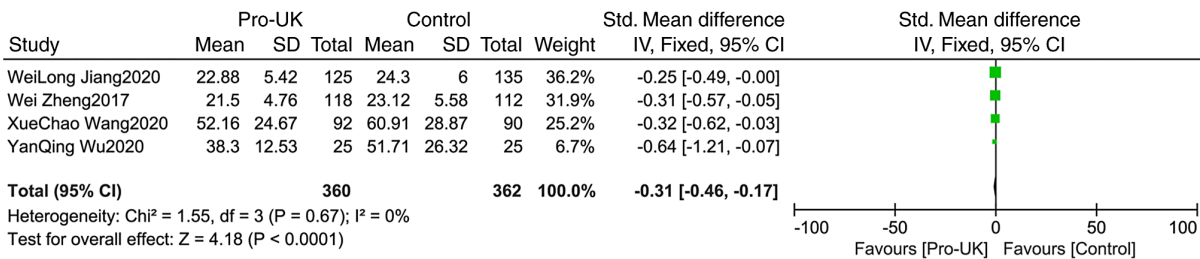 Pro-UK Control Std. Mean difference Std. Mean difference
Study Mean SD Total Mean SD Total Weight IV, Fixed, 95% CI IV, Fixed, 95% CI
WeiLong Jiang2020 22.88 5.42 125 24.3 6 135 36.2% -0.25 [-0.49, -0.00]
Wei Zheng2017 21.5 4.76 118 23.12 5.58 112 31.9% -0.31 [-0.57, -0.05]
XueChao Wang2020 52.16 24.67 92 60.91 28.87 90 25.2% -0.32 [-0.62, -0.03]
YanQing Wu2020 38.3 12.53 25 51.71 26.32 25 6.7% -0.64 [-1.21, -0.07]
Total (95% CI) 360 362 100.0% -0.31 [-0.46, -0.17]
Heterogeneity: Chi² = 1.55, df = 3 (P = 0.67); I² = 0%
Test for overall effect: Z = 4.18 (P < 0.0001)
-100 -50 0 50 100
Favours [Pro-UK] Favours [Control]